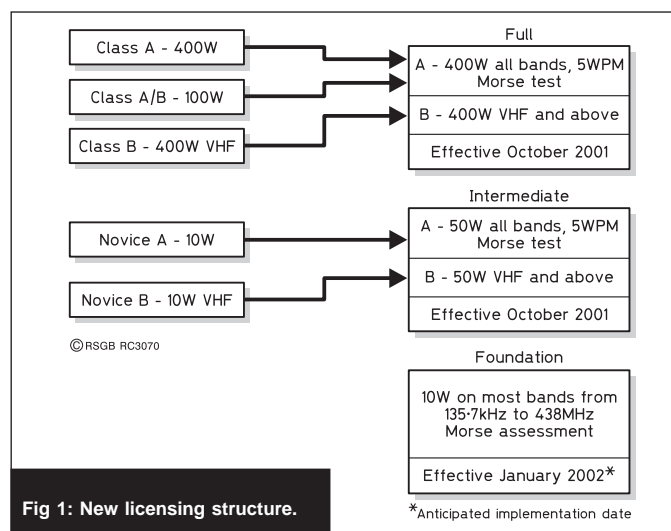 Class A - 400W
Class A/B - 100W
Class B - 400W VHF
Full
A - 400W all bands, 5WPM
Morse test
B - 400W VHF and above
Effective October 2001
Novice A - 10W
Novice B - 10W VHF
Intermediate
A - 50W all bands, 5WPM
Morse test
B - 50W VHF and above
Effective October 2001
© RSGB RC3070
Foundation
10W on most bands from
135·7kHz to 438MHz
Morse assessment
Effective January 2002*
*Anticipated implementation date
Fig 1: New licensing structure.